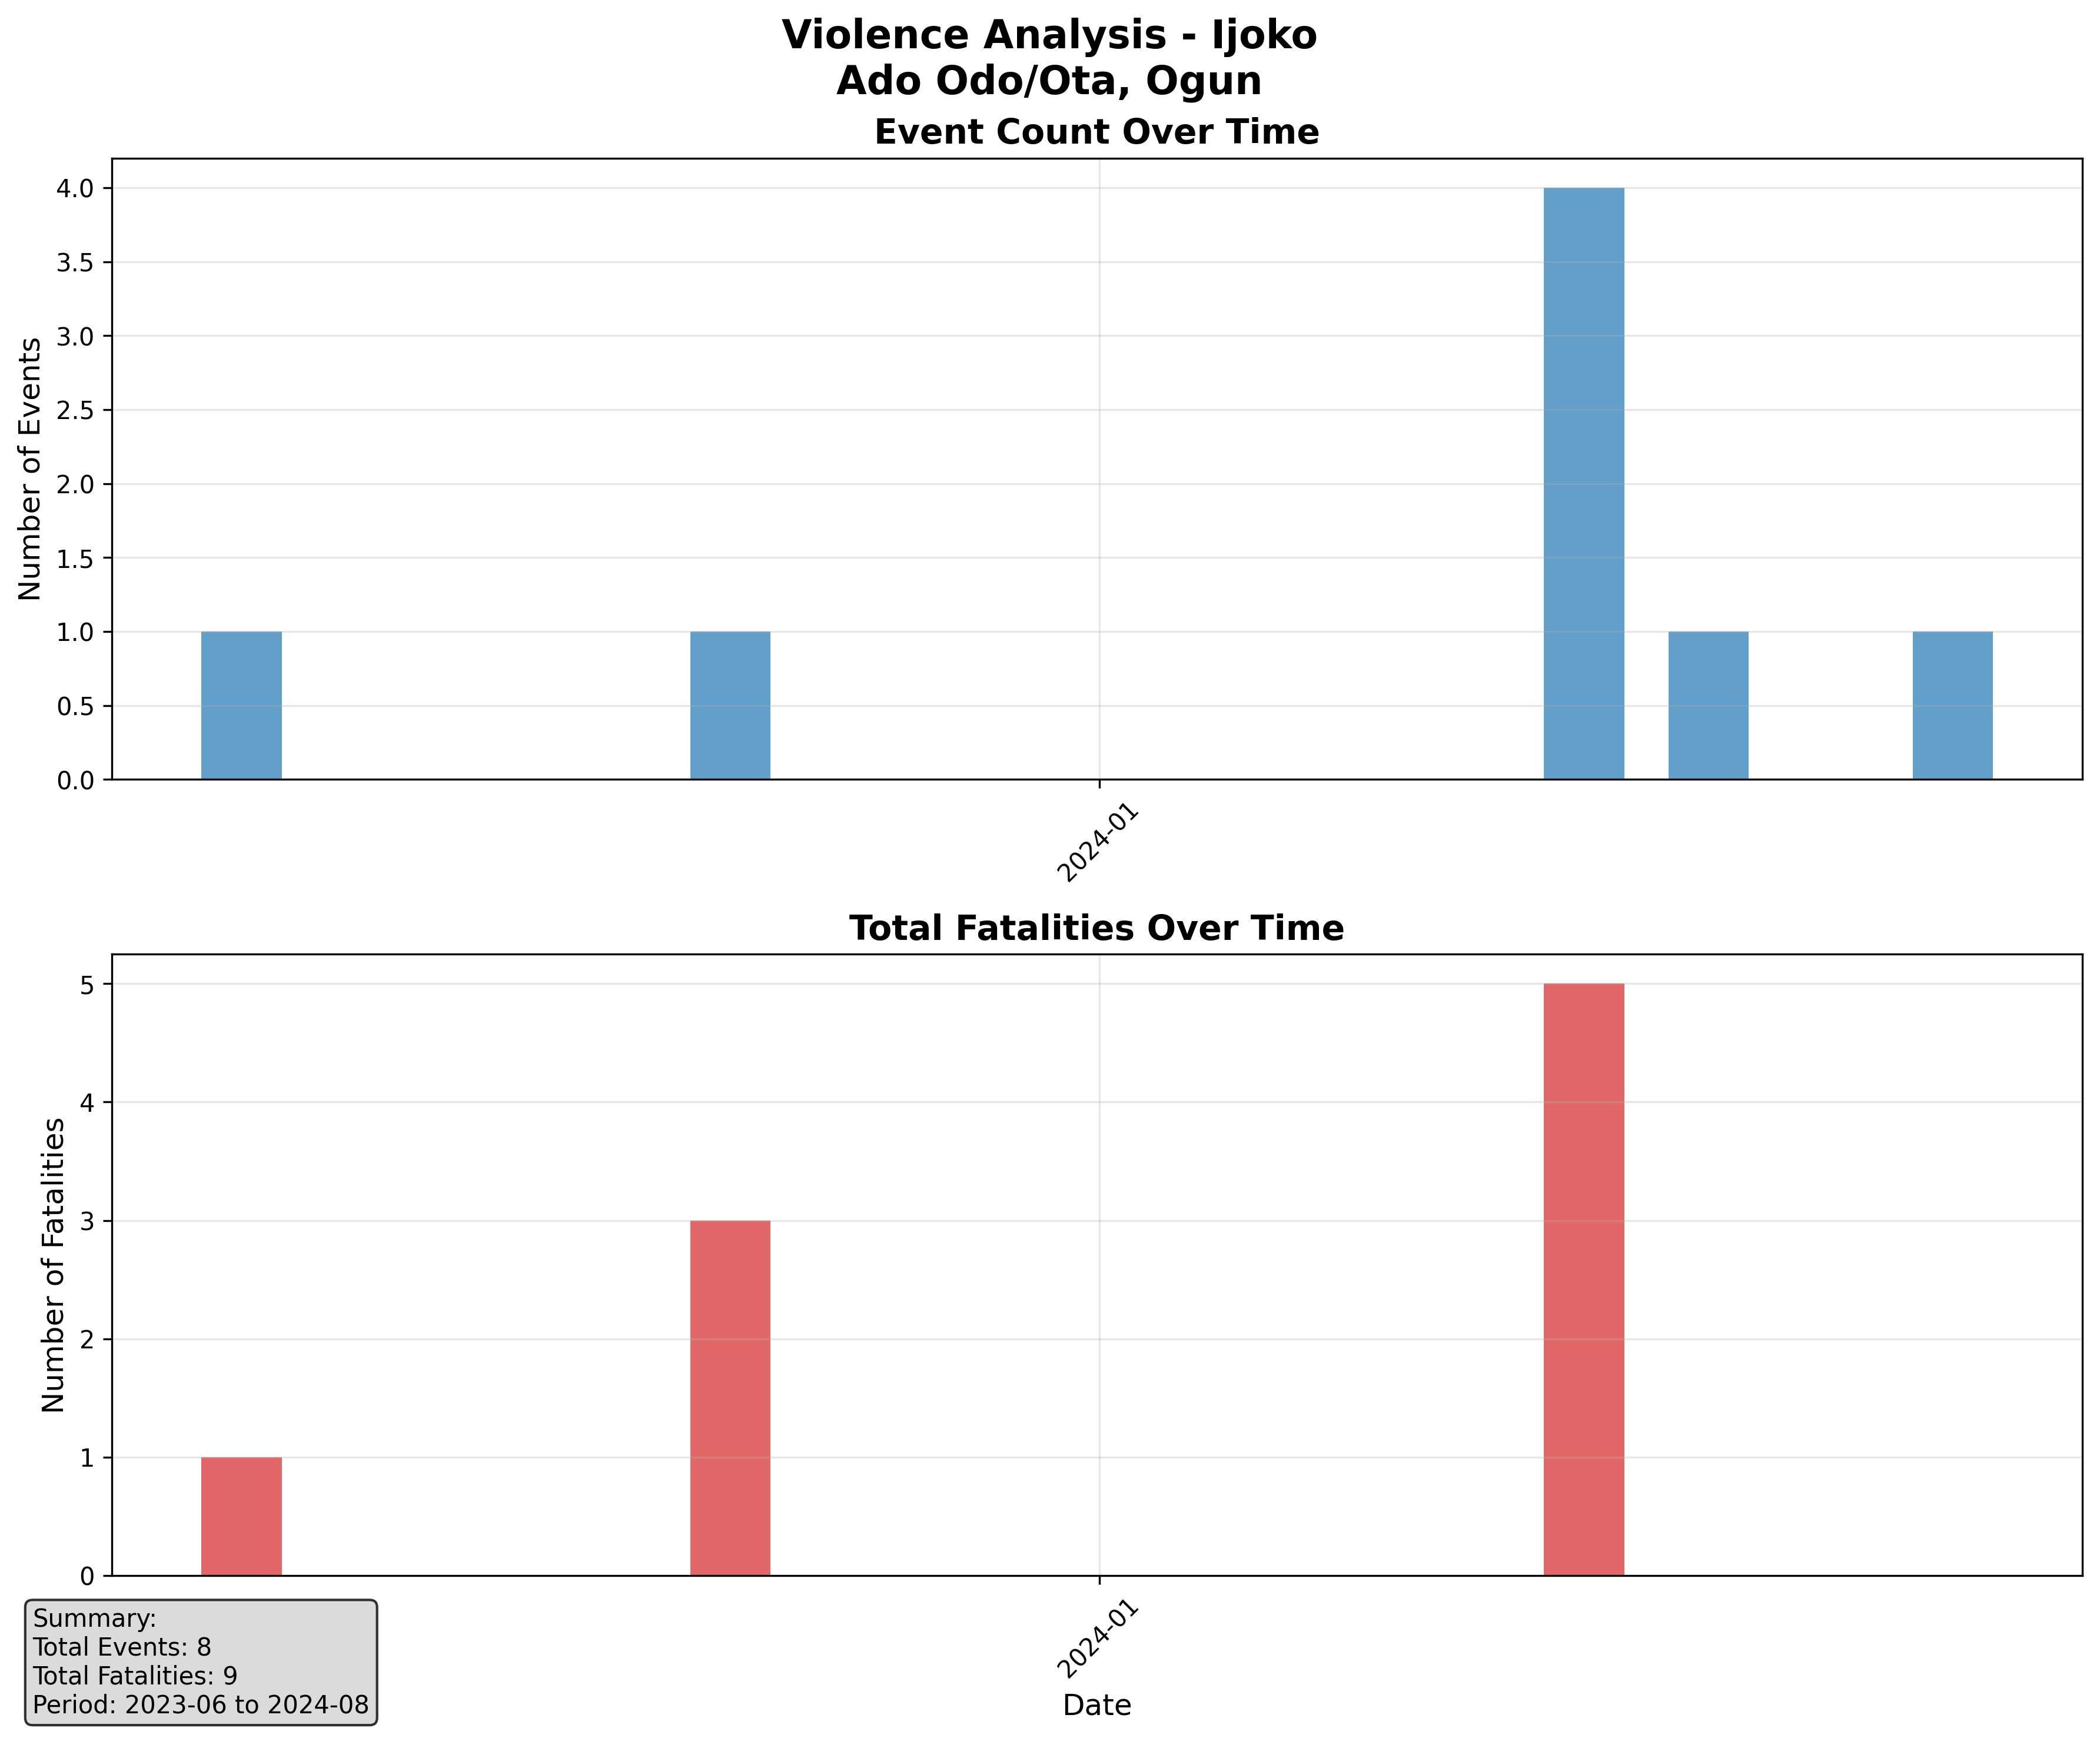 Violence Analysis - Ijoko
Ado Odo/Ota, Ogun
Event Count Over Time
4.0
3.5
3.0
2.5
2.0
1.5
1.0
0.5
0.0
Number of Events
2024-01
Total Fatalities Over Time
5
4
3
2
1
0
Number of Fatalities
2024-01
Date
Summary:
Total Events: 8
Total Fatalities: 9
Period: 2023-06 to 2024-08